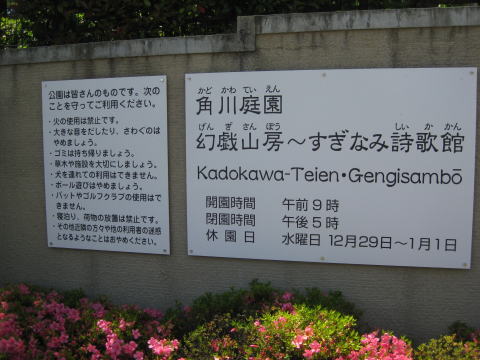 公園は皆さんのものです。次の
ことを守ってご利用ください。
・火の使用は禁止です。
・大きな音をだしたり、さわぐのは
やめましょう。
・ゴミは持ち帰りましょう。
・草木や施設を大切にしましょう。
・犬を連れての利用はできません。
・ボール遊びはやめましょう。
・バットやゴルフクラブの使用はで
きません。
・寝泊り、荷物の放置は禁止です。
・その他近隣の方々や他の利用者の迷惑
となるようなことはおやめください。
かど かわ てい えん
角川庭園
げん ぎ さん ぼう しい か かん
幻戯山房～すぎなみ詩歌館
Kadokawa-Teien・Gengisambō
開園時間 午前9時
閉園時間 午後5時
休園日 水曜日 12月29日～1月1日